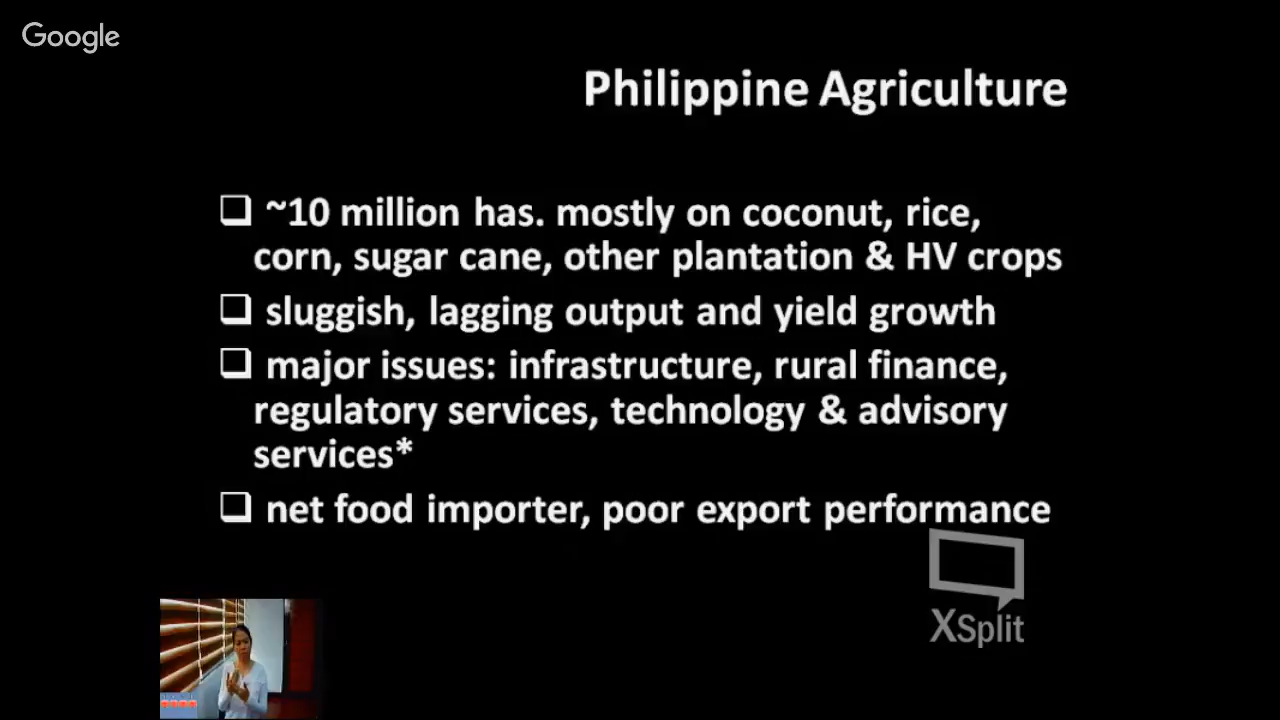 Google
Philippine Agriculture
❑ ~10 million has. mostly on coconut, rice,
corn, sugar cane, other plantation & HV crops
❑ sluggish, lagging output and yield growth
❑ major issues: infrastructure, rural finance,
regulatory services, technology & advisory
services*
❑ net food importer, poor export performance
XSplit